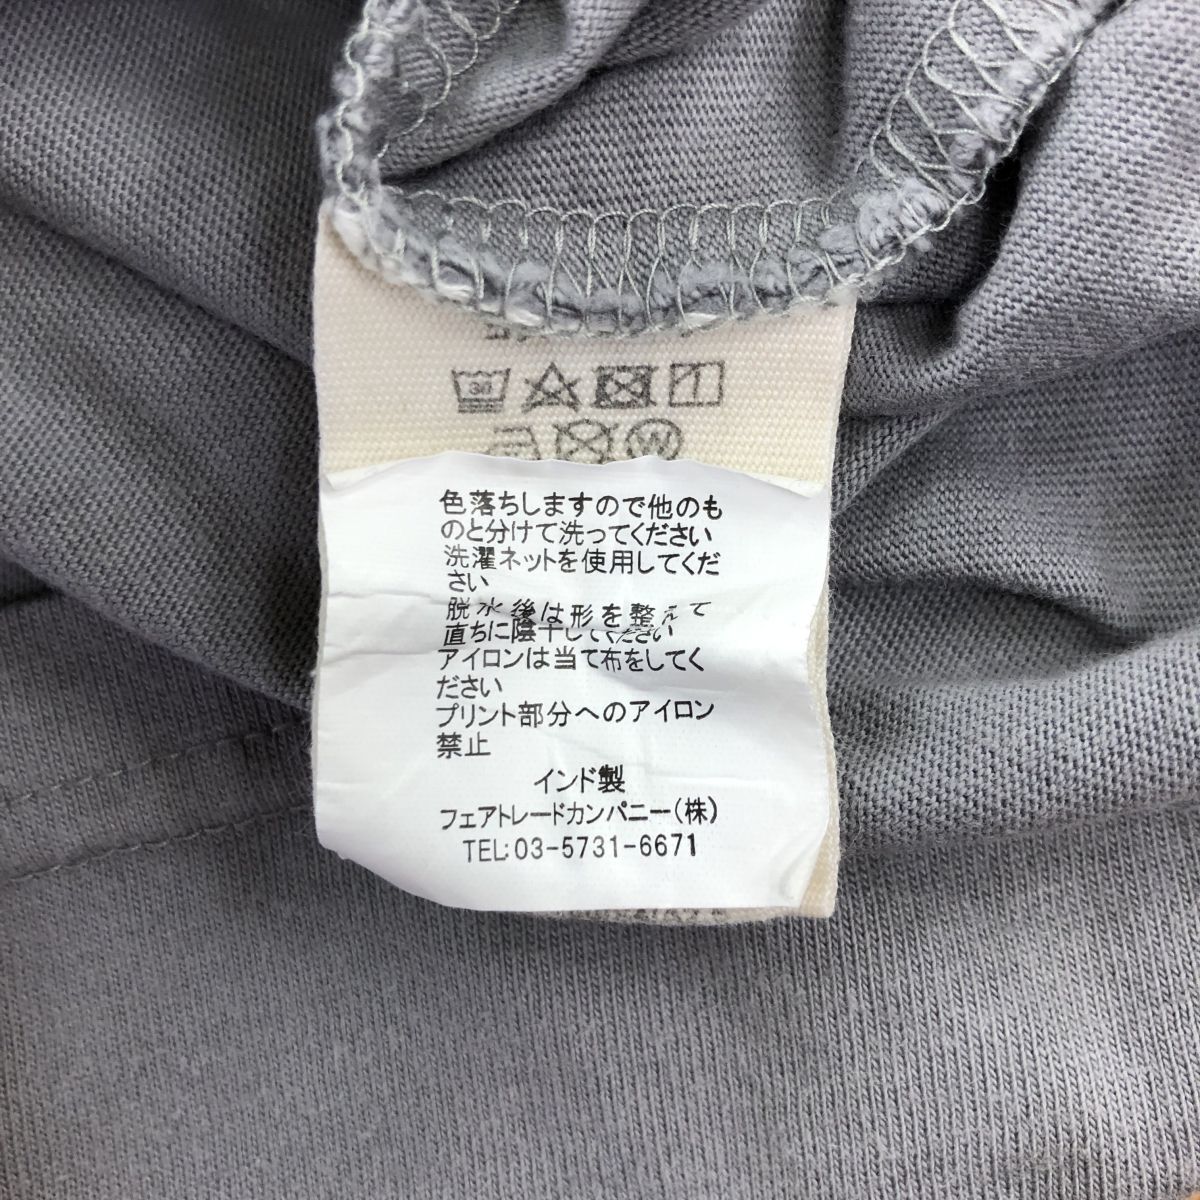 30
W
色落ちしますので他のも
のと分けて洗ってください
洗濯ネットを使用してくだ
さい
脱水後は形を整えて
直ちに陰干ししてください
アイロンは当て布をしてく
ださい
プリント部分へのアイロン
禁止
インド製
フェアトレードカンパニー(株)
TEL:03-5731-6671